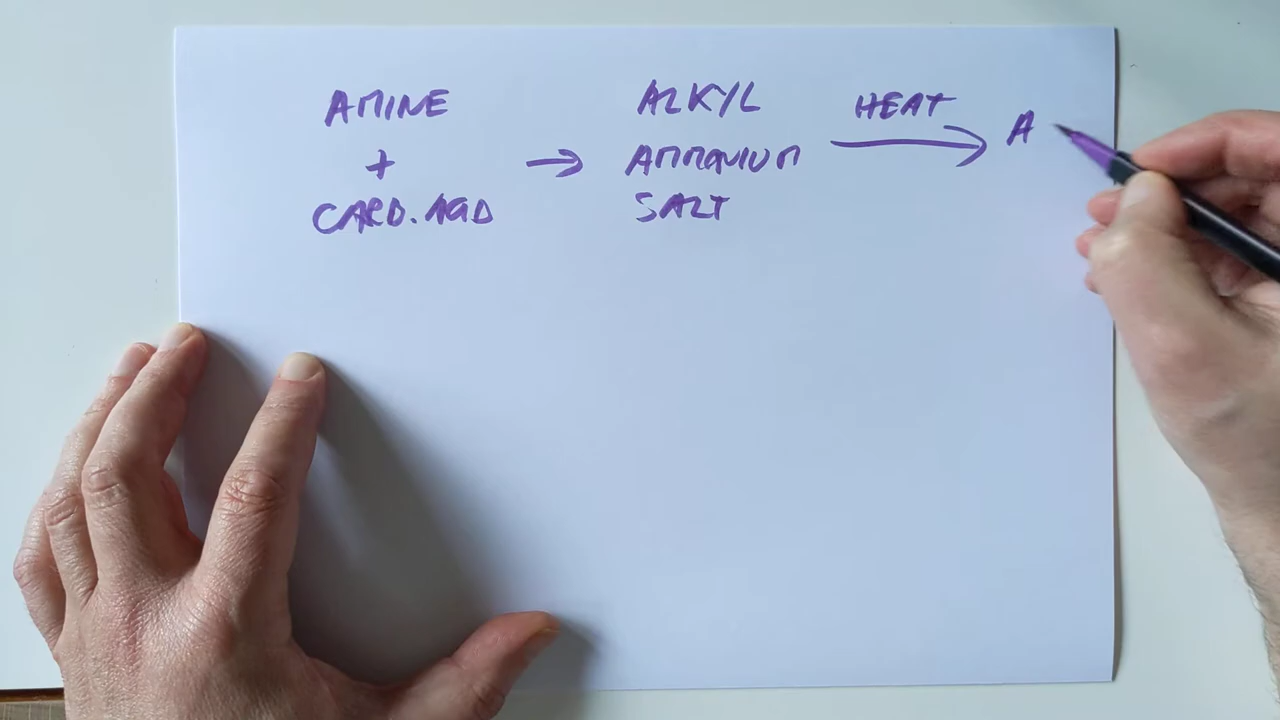 AMINE
+
CARB. ACID
→
ALKYL
AMMONIUM
SALT
HEAT
→
A